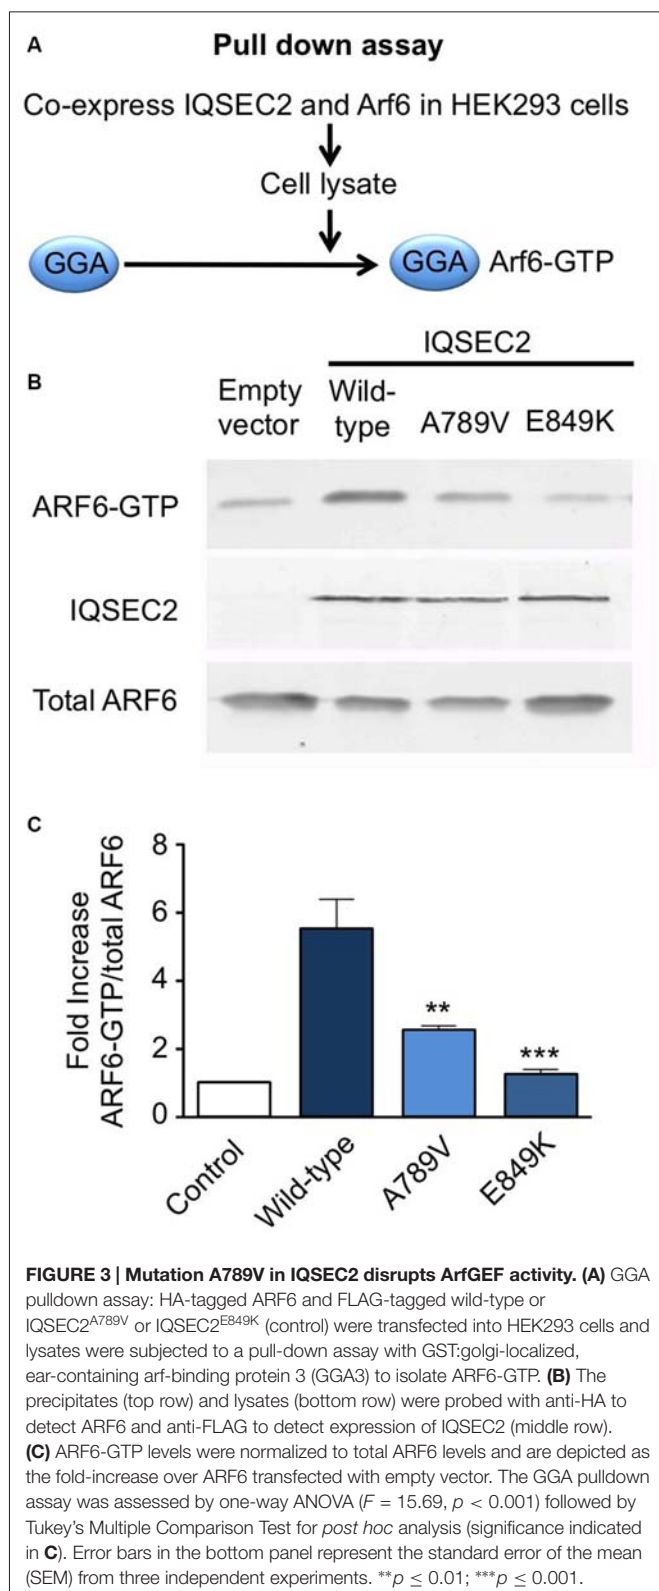 A
Pull down assay
Co-express IQSEC2 and Arf6 in HEK293 cells
Cell lysate
GGA
GGA
Arf6-GTP
B
IQSEC2
Empty vector
Wild-type
A789V
E849K
ARF6-GTP
IQSEC2
Total ARF6
C
Fold Increase
ARF6-GTP/total ARF6
8
6
4
2
0
**
***
Control
Wild-type
A789V
E849K
FIGURE 3 | Mutation A789V in IQSEC2 disrupts ArfGEF activity. (A) GGA
pulldown assay: HA-tagged ARF6 and FLAG-tagged wild-type or
IQSEC2A789V or IQSEC2E849K (control) were transfected into HEK293 cells and
lysates were subjected to a pull-down assay with GST:golgi-localized,
ear-containing arf-binding protein 3 (GGA3) to isolate ARF6-GTP. (B) The
precipitates (top row) and lysates (bottom row) were probed with anti-HA to
detect ARF6 and anti-FLAG to detect expression of IQSEC2 (middle row).
(C) ARF6-GTP levels were normalized to total ARF6 levels and are depicted as
the fold-increase over ARF6 transfected with empty vector. The GGA pulldown
assay was assessed by one-way ANOVA (F = 15.69, p < 0.001) followed by
Tukey's Multiple Comparison Test for post hoc analysis (significance indicated
in C). Error bars in the bottom panel represent the standard error of the mean
(SEM) from three independent experiments. **p ≤ 0.01; ***p ≤ 0.001.